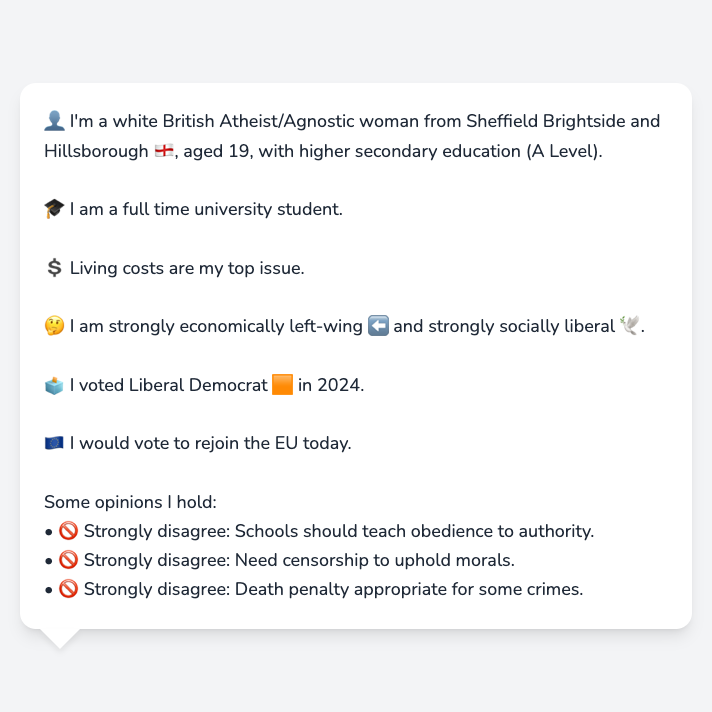 👤 I'm a white British Atheist/Agnostic woman from Sheffield Brightside and
Hillsborough 🏴󠁧󠁢󠁥󠁮󠁧󠁿, aged 19, with higher secondary education (A Level).
🎓 I am a full time university student.
💲 Living costs are my top issue.
🤔 I am strongly economically left-wing ⬅️ and strongly socially liberal 🕊️.
🗳️ I voted Liberal Democrat 🟧 in 2024.
🇪🇺 I would vote to rejoin the EU today.
Some opinions I hold:
• 🚫 Strongly disagree: Schools should teach obedience to authority.
• 🚫 Strongly disagree: Need censorship to uphold morals.
• 🚫 Strongly disagree: Death penalty appropriate for some crimes.